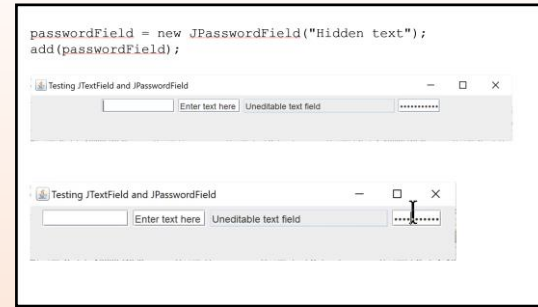 passwordField = new JPasswordField("Hidden text");
add(passwordField);
Testing JTextField and JPasswordField
Enter text here Uneditable text field •••••••••••
Testing JTextField and JPasswordField
Enter text here Uneditable text field •••••••••••